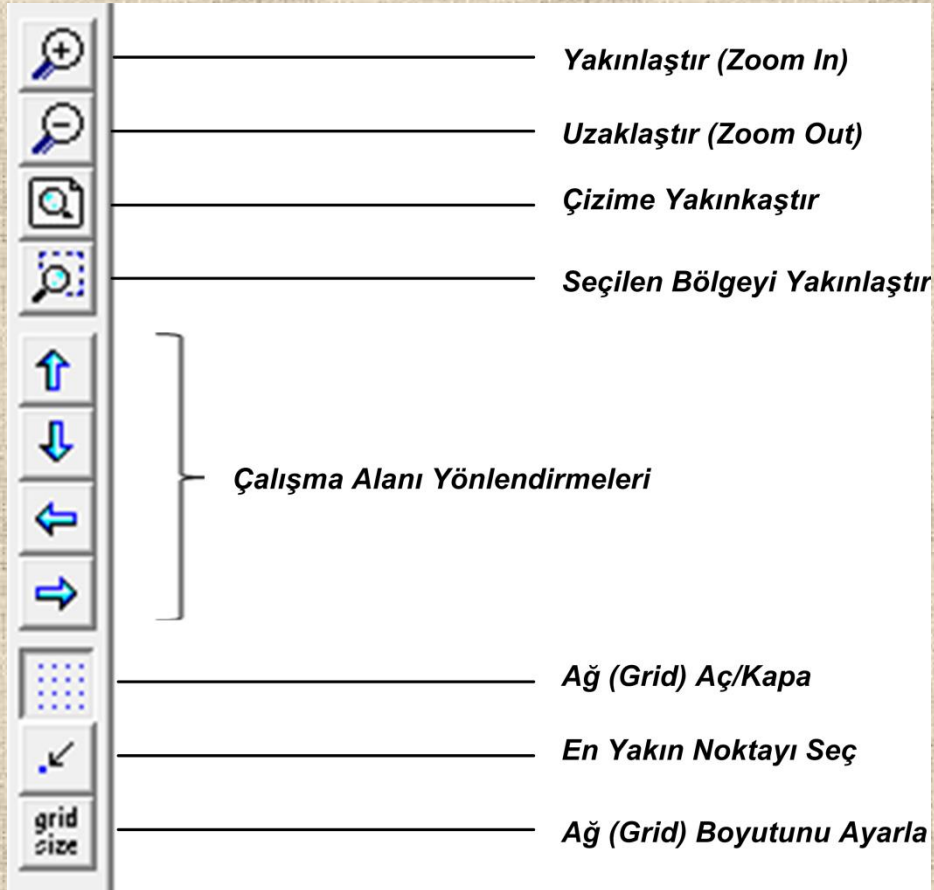 Yakınlaştır (Zoom In)
Uzaklaştır (Zoom Out)
Çizime Yakınkaştır
Seçilen Bölgeyi Yakınlaştır
Çalışma Alanı Yönlendirmeleri
Ağ (Grid) Aç/Kapa
En Yakın Noktayı Seç
grid
size
Ağ (Grid) Boyutunu Ayarla